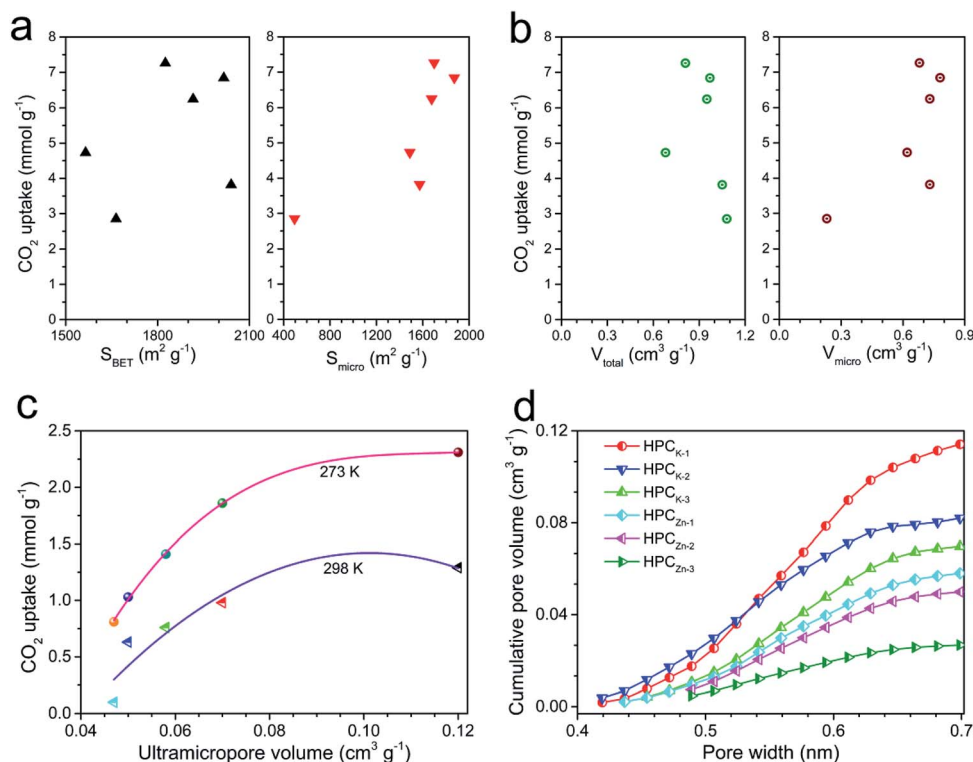 a
b
8
7
6
5
4
3
2
1
0
CO2 uptake (mmol g-1)
1500 1800 2100
SBET (m2 g-1)
8
7
6
5
4
3
2
1
0
400 800 1200 1600 2000
Smicro (m2 g-1)
8
7
6
5
4
3
2
1
0
CO2 uptake (mmol g-1)
0.0 0.3 0.6 0.9 1.2
Vtotal (cm3 g-1)
8
7
6
5
4
3
2
1
0
0.0 0.3 0.6 0.9
Vmicro (cm3 g-1)
c
2.5
2.0
1.5
1.0
0.5
0.0
CO2 uptake (mmol g-1)
273 K
298 K
0.04 0.06 0.08 0.10 0.12
Ultramicropore volume (cm3 g-1)
d
0.12
0.08
0.04
0.00
Cumulative pore volume (cm3 g-1)
HPCK-1
HPCK-2
HPCK-3
HPCZn-1
HPCZn-2
HPCZn-3
0.4 0.5 0.6 0.7
Pore width (nm)